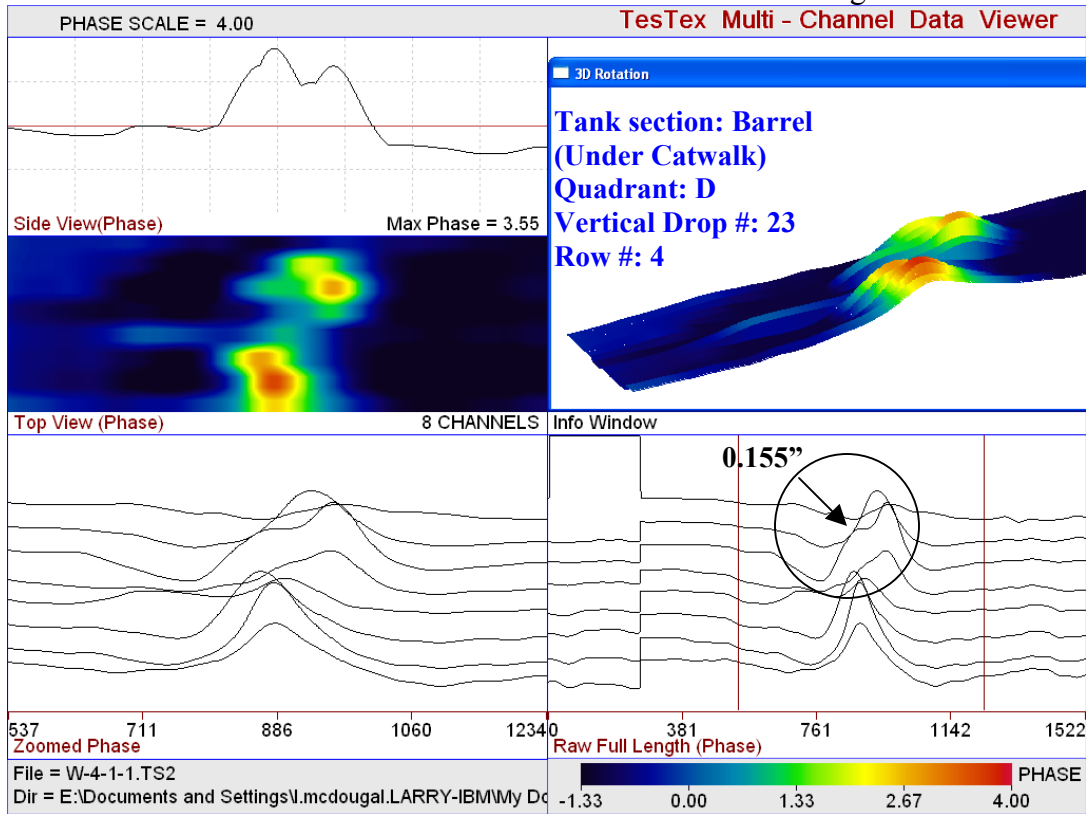 PHASE SCALE = 4.00
TesTex Multi - Channel Data Viewer
3D Rotation
Tank section: Barrel
(Under Catwalk)
Quadrant: D
Vertical Drop #: 23
Row #: 4
Side View(Phase)
Max Phase = 3.55
Top View (Phase)
8 CHANNELS
Info Window
0.155”
537 711 886 1060 1234
Zoomed Phase
0 381 761 1142 1522
Raw Full Length (Phase)
File = W-4-1-1.TS2
Dir = E:\Documents and Settings\l.mcdougal.LARRY-IBM\My Do
PHASE
-1.33 0.00 1.33 2.67 4.00